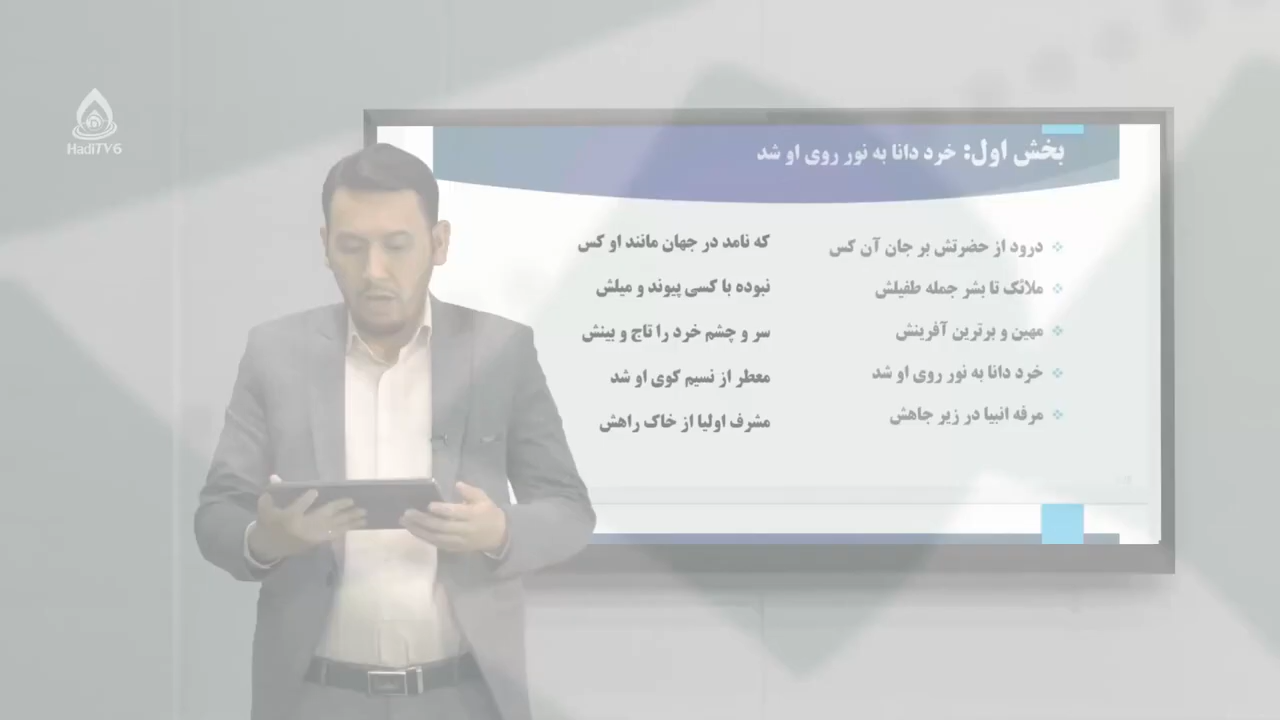 HadiTV6
بخش اول: خرد دانا به نور روی او شد
درود از حضرتش بر جان آن کس که نامد در جهان مانند او کس
ملائک تا بشر جمله طفیلش نبوده با کسی پیوند و میلش
مهین و برترین آفرینش سر و چشم خرد را تاج و بینش
خرد دانا به نور روی او شد معطر از نسیم کوی او شد
مرفه انبیا در زیر جاهش مشرف اولیا از خاک راهش